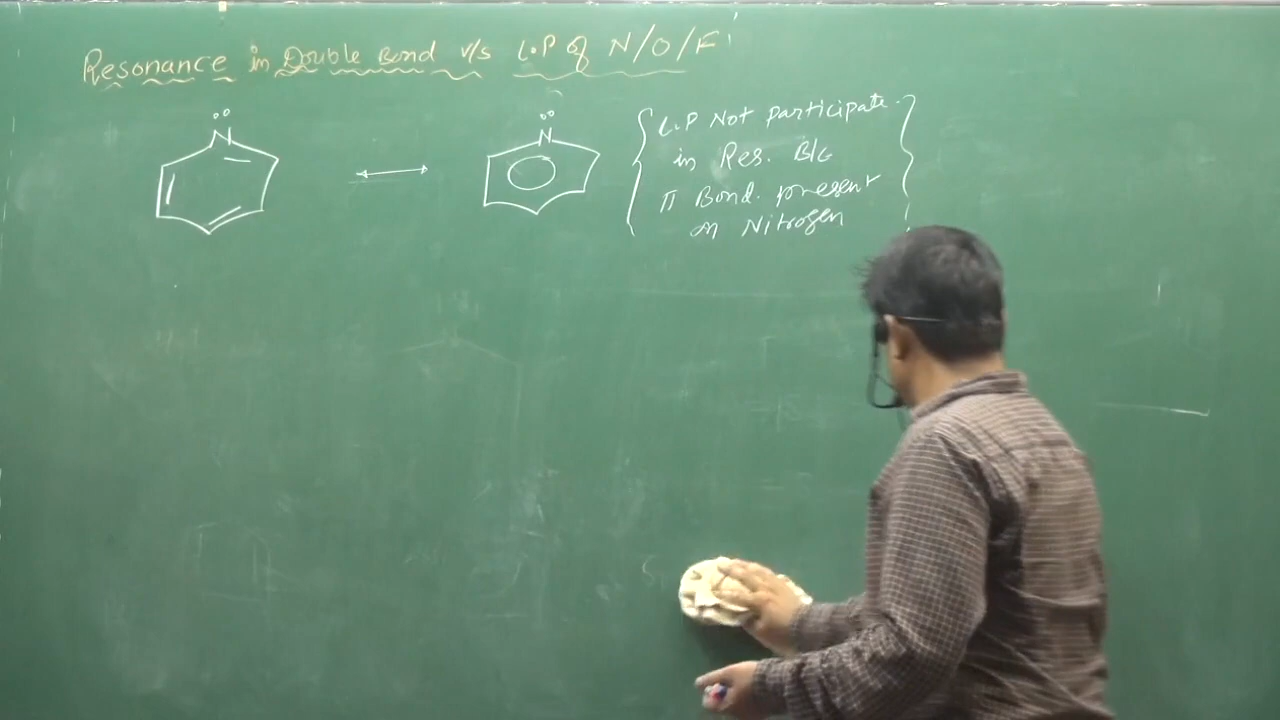 Resonance in Double Bond v/s L.P of N/O/F
N
N
L.P Not participate.
in Res. B/c
π Bond. present
on Nitrogen